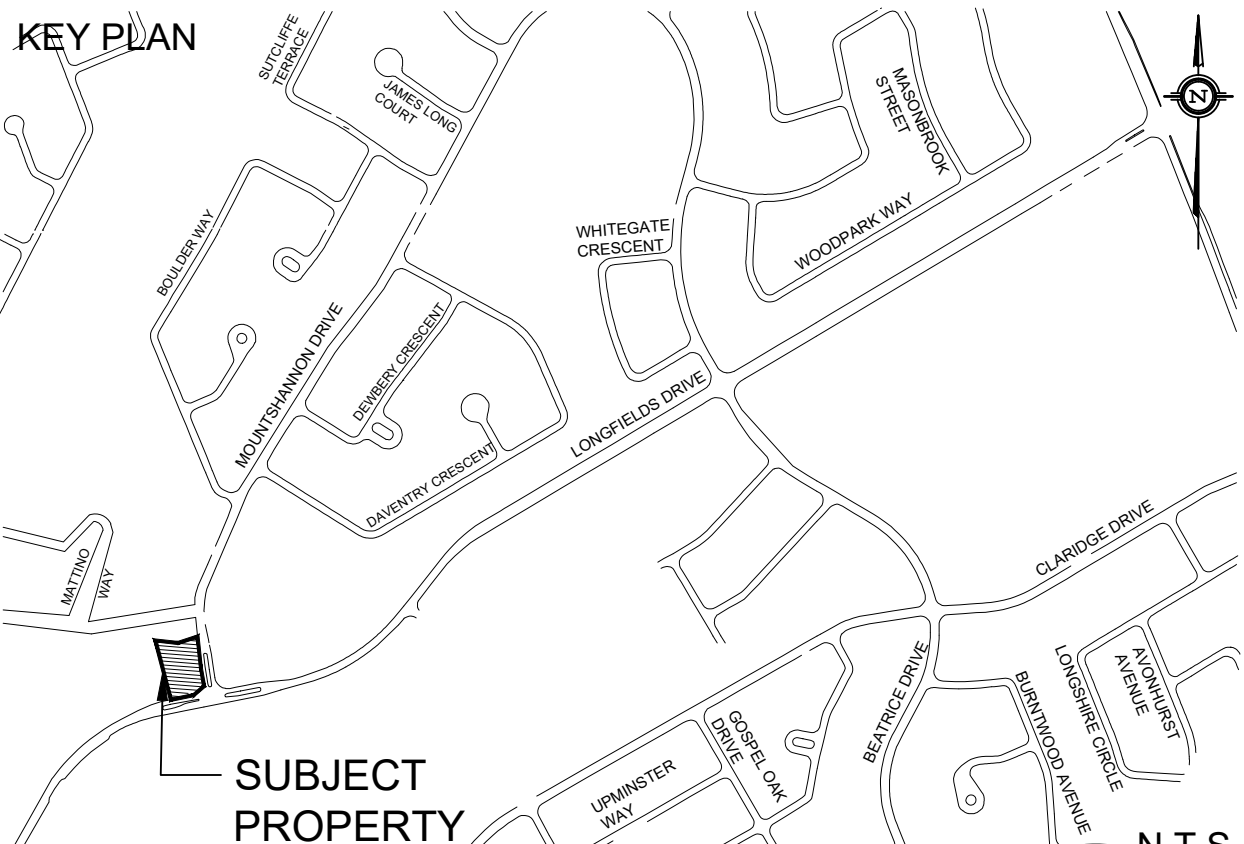 KEY PLAN
SUTCLIFFE
TERRACE
JAMES LONG
COURT
MASONBROOK
STREET
N
BOULDER WAY
WHITEGATE
CRESCENT
WOODPARK WAY
MOUNTSHANNON DRIVE
DEWBERY CRESCENT
LONGFIELDS DRIVE
DAVENTRY CRESCENT
MATTINO
WAY
CLARIDGE DRIVE
BEATRICE DRIVE
BURNTWOOD AVENUE
LONGSHIRE CIRCLE
AVONHURST
AVENUE
GOSPEL OAK
DRIVE
UPMINSTER
WAY
SUBJECT
PROPERTY
N.T.S